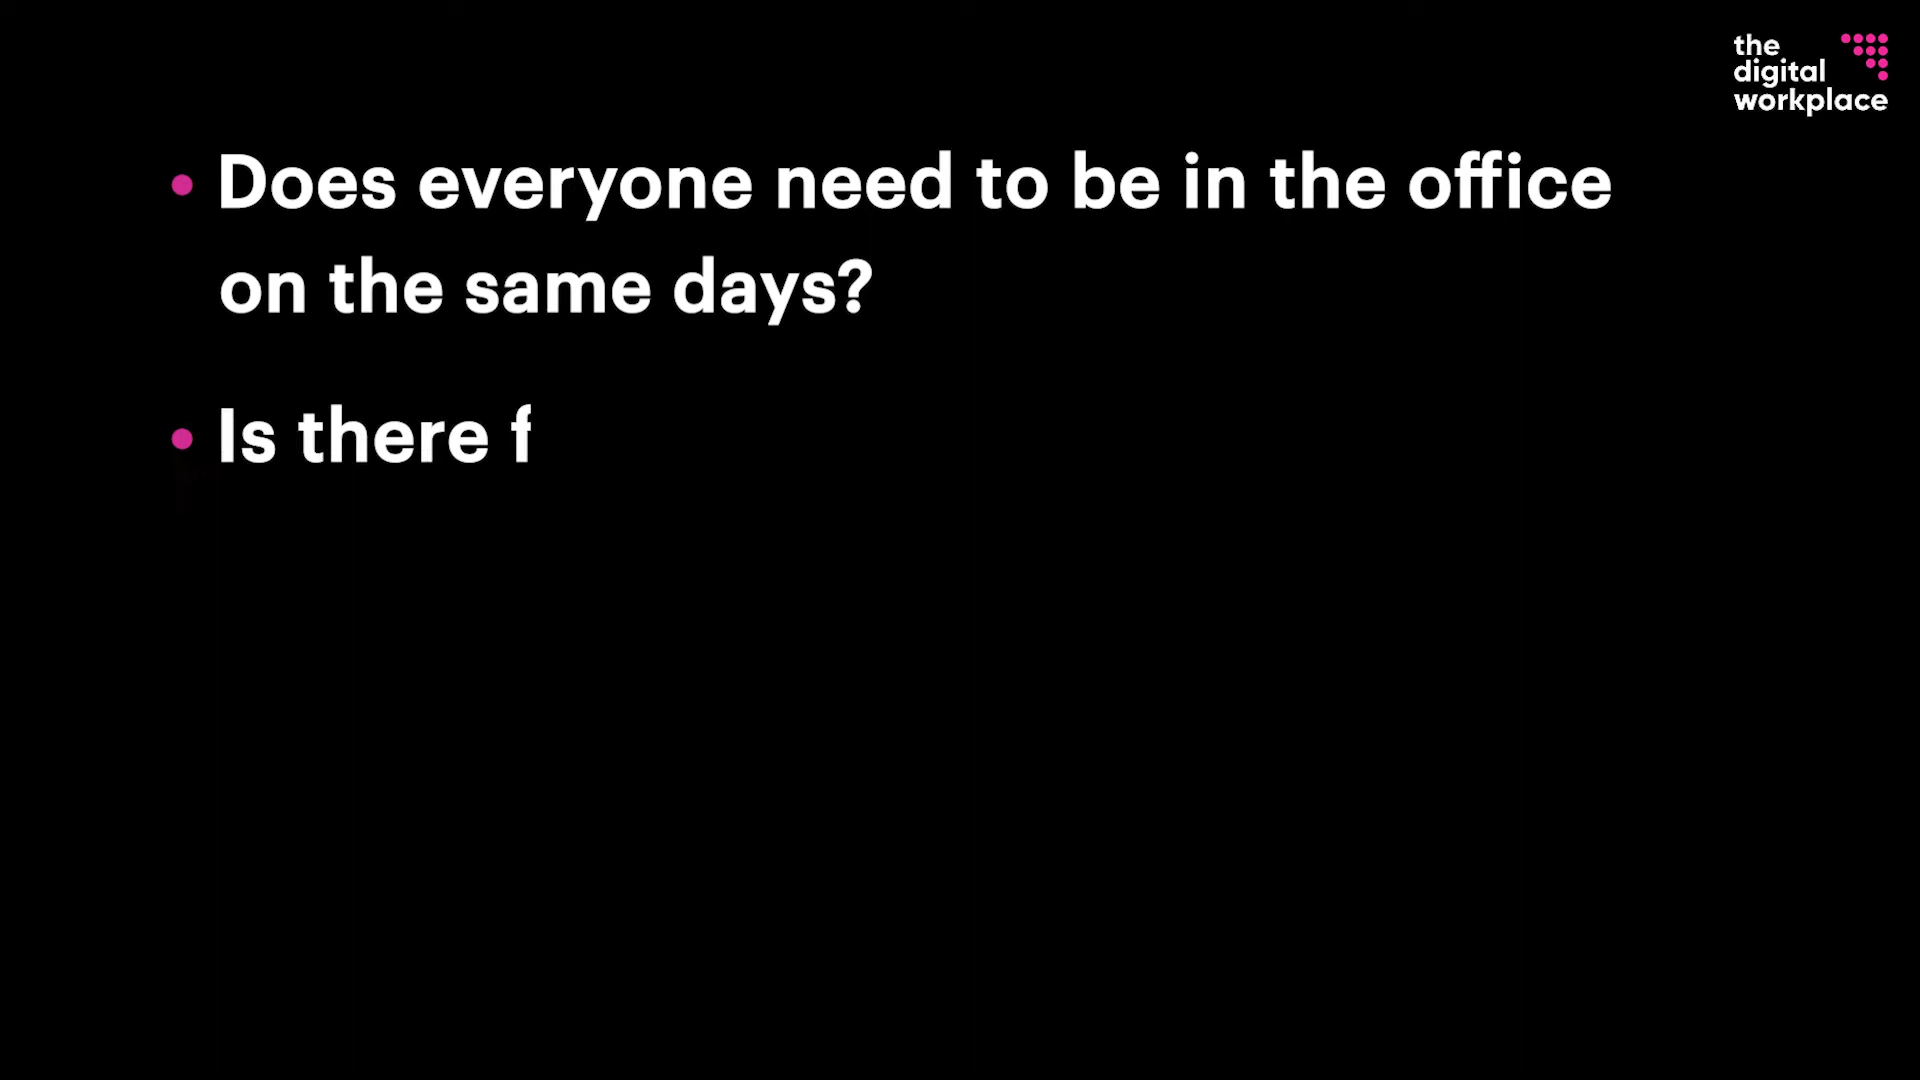 the
digital
workplace
• Does everyone need to be in the office
on the same days?
• Is there f